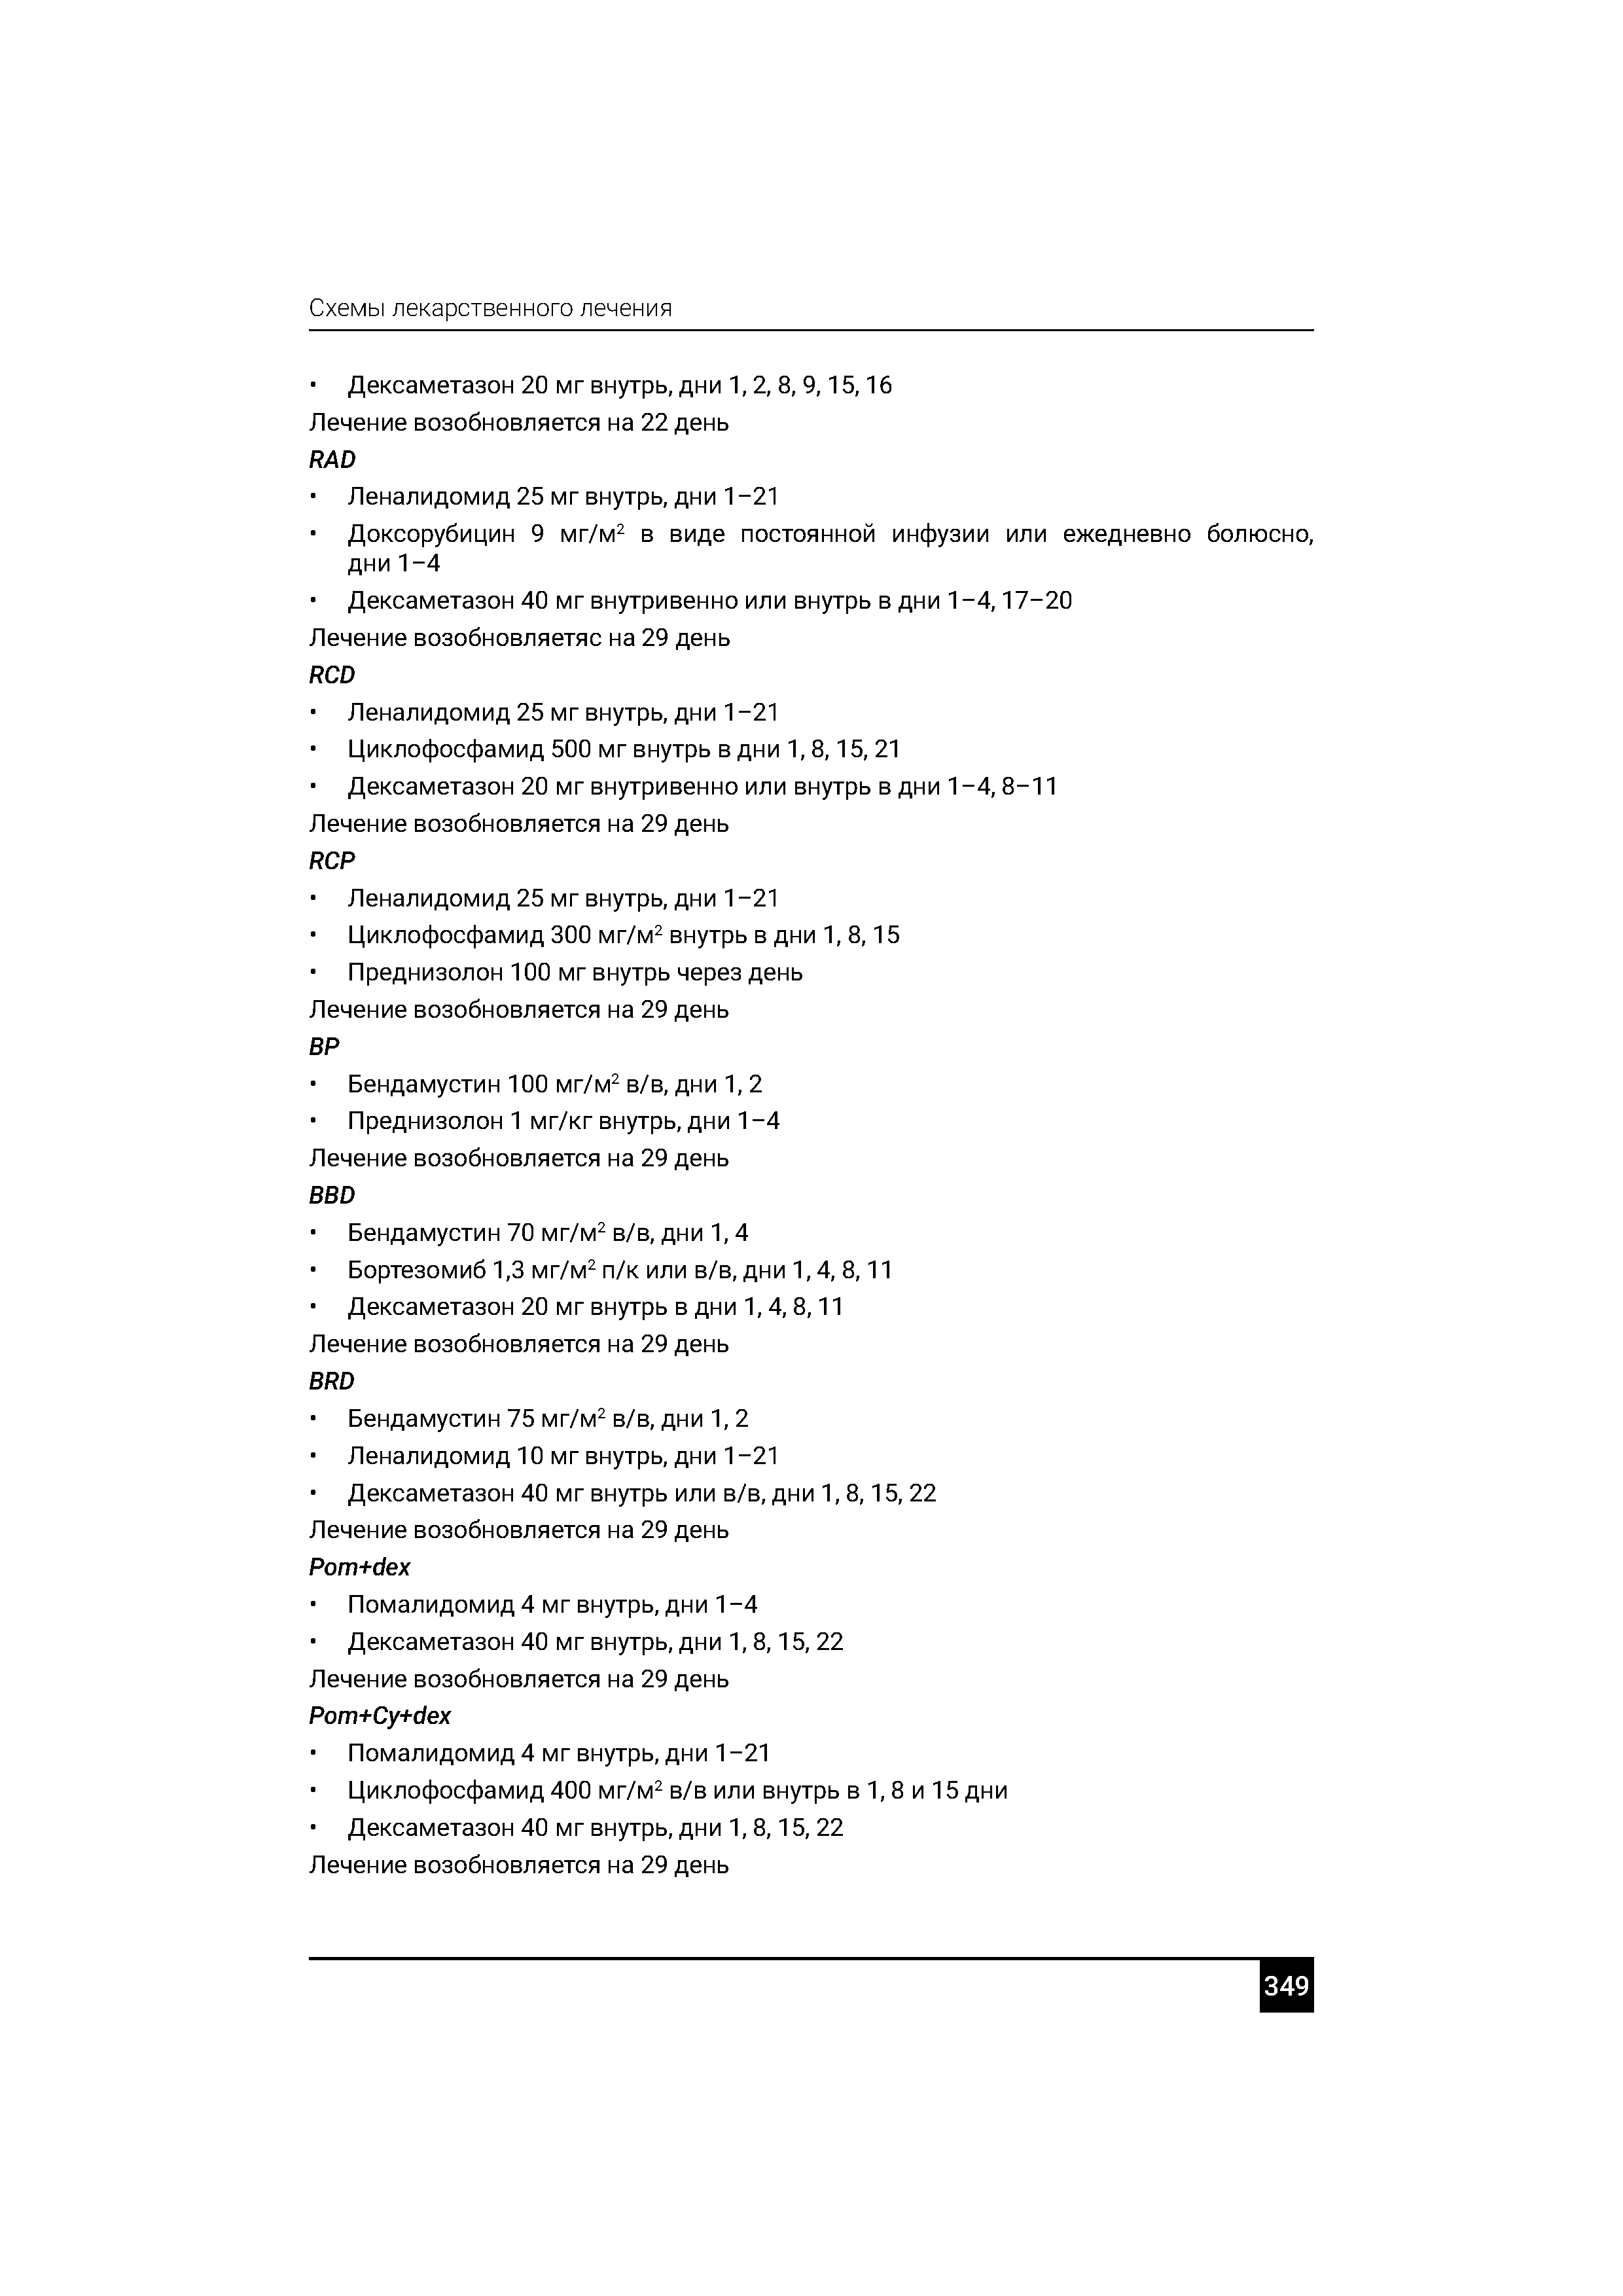 Схемы лекарственного лечения
• Дексаметазон 20 мг внутрь, дни 1, 2, 8, 9, 15, 16
Лечение возобновляется на 22 день
RAD
• Леналидомид 25 мг внутрь, дни 1–21
• Доксорубицин 9 мг/м² в виде постоянной инфузии или ежедневно болюсно,
дни 1–4
• Дексаметазон 40 мг внутривенно или внутрь в дни 1–4, 17–20
Лечение возобновляетяс на 29 день
RCD
• Леналидомид 25 мг внутрь, дни 1–21
• Циклофосфамид 500 мг внутрь в дни 1, 8, 15, 21
• Дексаметазон 20 мг внутривенно или внутрь в дни 1–4, 8–11
Лечение возобновляется на 29 день
RCP
• Леналидомид 25 мг внутрь, дни 1–21
• Циклофосфамид 300 мг/м² внутрь в дни 1, 8, 15
• Преднизолон 100 мг внутрь через день
Лечение возобновляется на 29 день
BP
• Бендамустин 100 мг/м² в/в, дни 1, 2
• Преднизолон 1 мг/кг внутрь, дни 1–4
Лечение возобновляется на 29 день
BBD
• Бендамустин 70 мг/м² в/в, дни 1, 4
• Бортезомиб 1,3 мг/м² п/к или в/в, дни 1, 4, 8, 11
• Дексаметазон 20 мг внутрь в дни 1, 4, 8, 11
Лечение возобновляется на 29 день
BRD
• Бендамустин 75 мг/м² в/в, дни 1, 2
• Леналидомид 10 мг внутрь, дни 1–21
• Дексаметазон 40 мг внутрь или в/в, дни 1, 8, 15, 22
Лечение возобновляется на 29 день
Pom+dex
• Помалидомид 4 мг внутрь, дни 1–4
• Дексаметазон 40 мг внутрь, дни 1, 8, 15, 22
Лечение возобновляется на 29 день
Pom+Cy+dex
• Помалидомид 4 мг внутрь, дни 1–21
• Циклофосфамид 400 мг/м² в/в или внутрь в 1, 8 и 15 дни
• Дексаметазон 40 мг внутрь, дни 1, 8, 15, 22
Лечение возобновляется на 29 день
349